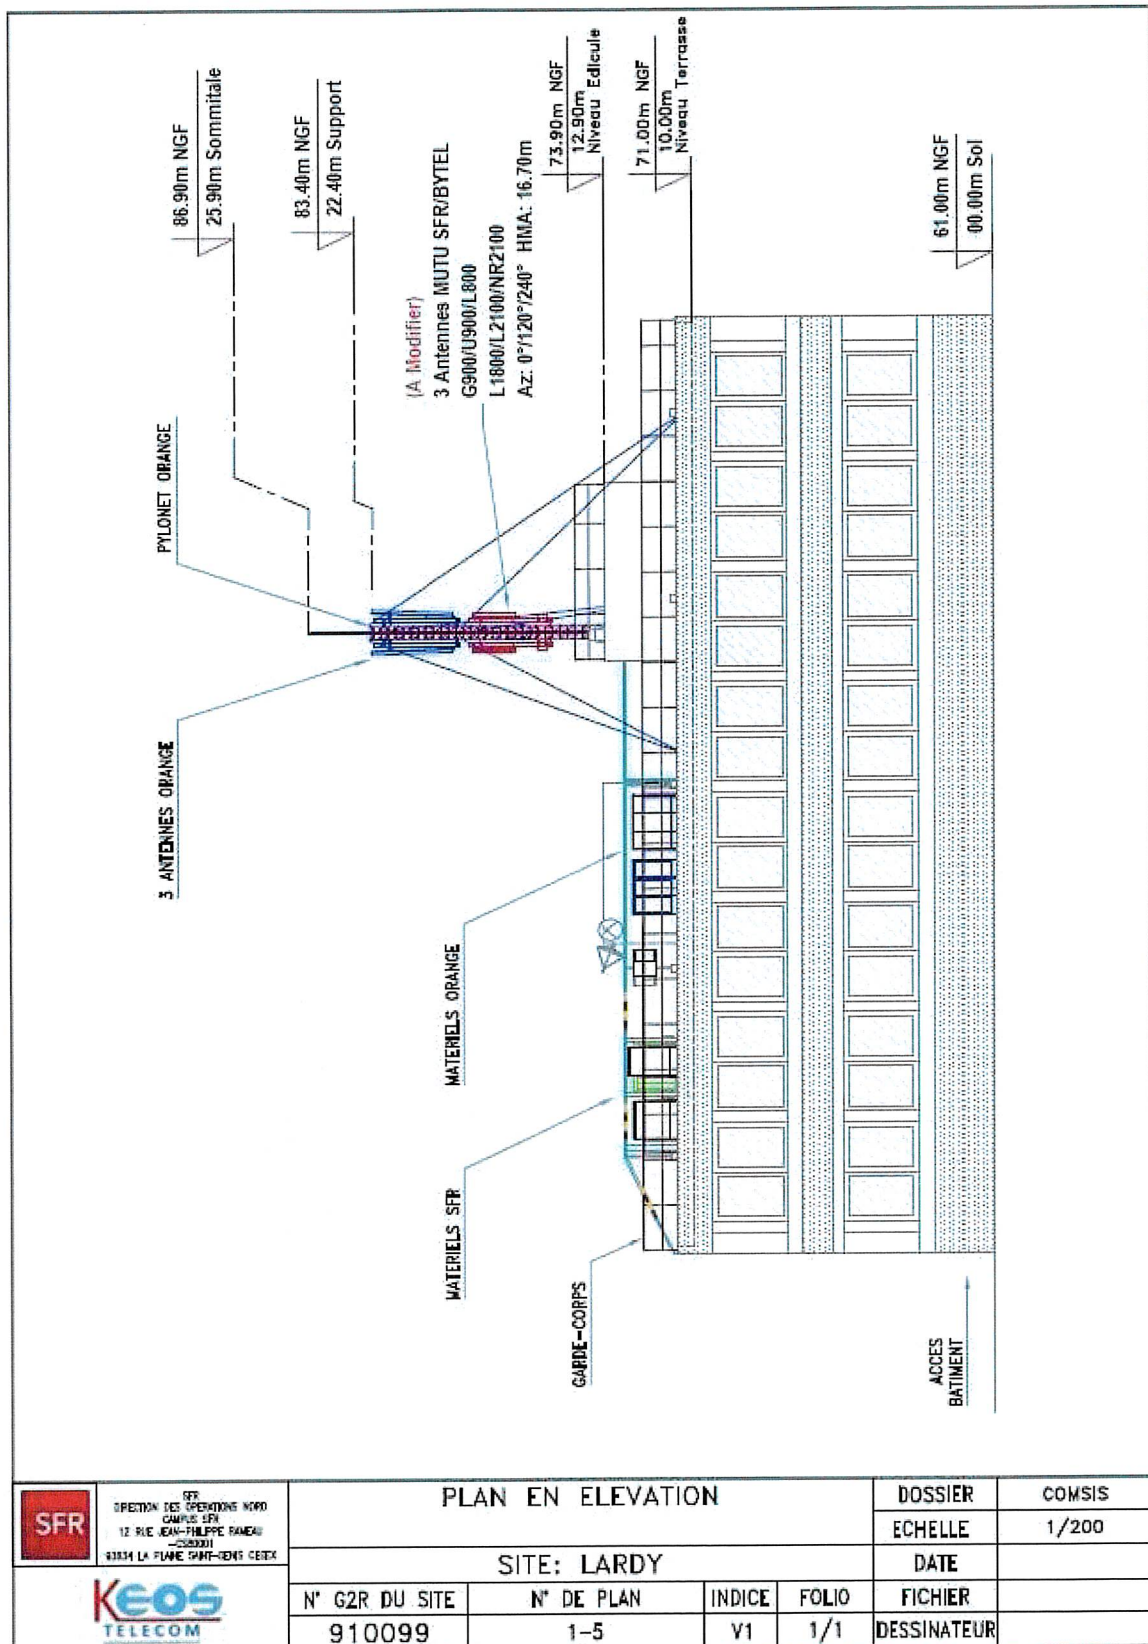 86.90m NGF
25.90m Sommitale
83.40m NGF
22.40m Support
PYLONET ORANGE
(A Modifier)
3 Antennes MUTU SFR/BYTEL
G900/U900/L800
L1800/L2100/NR2100
Az: 0°/120°/240° HMA: 16.70m
73.90m NGF
12.90m
Niveau Edicule
71.00m NGF
10.00m
Niveau Terrasse
61.00m NGF
00.00m Sol
3 ANTENNES ORANGE
MATERIELS ORANGE
MATERIELS SFR
GARDE-CORPS
ACCES
BATIMENT
SFR
SFR
DIRECTION DES OPERATIONS NORD
CAMPUS SFR
12 RUE JEAN-PHILIPPE RAMEAU
-CS80001
93634 LA PLAINE SAINT-DENIS CEDEX
KEOS
TELECOM
PLAN EN ELEVATION
SITE: LARDY
N° G2R DU SITE
910099
N° DE PLAN
1-5
INDICE
V1
FOLIO
1/1
DOSSIER
COMSIS
ECHELLE
1/200
DATE
FICHIER
DESSINATEUR